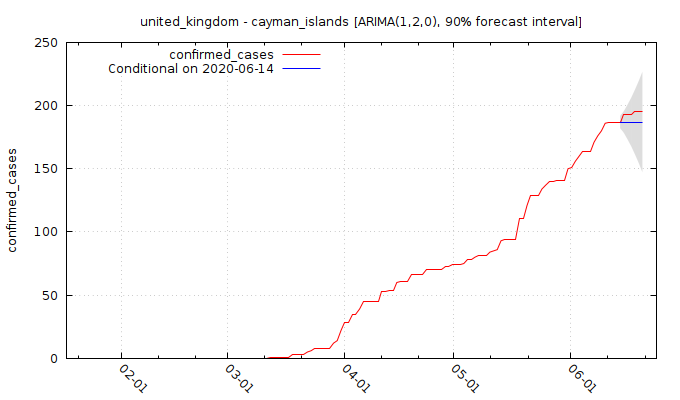 united_kingdom - cayman_islands [ARIMA(1,2,0), 90% forecast interval]
confirmed_cases
Conditional on 2020-06-14
250
200
150
100
50
0
confirmed_cases
02-01
03-01
04-01
05-01
06-01